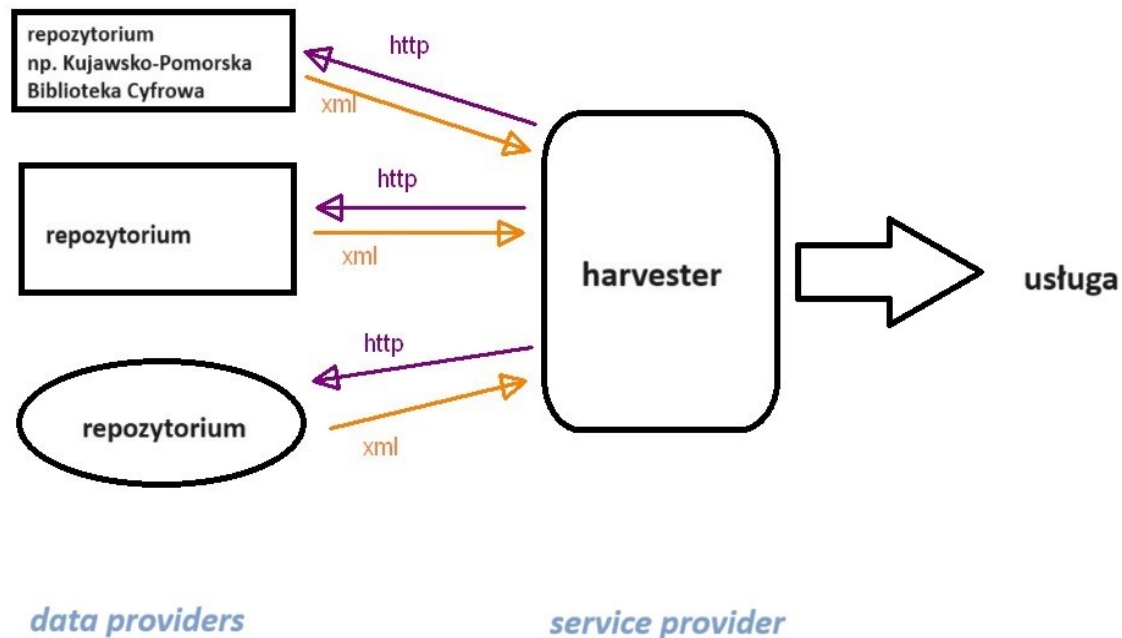 repozytorium
np. Kujawsko-Pomorska
Biblioteka Cyfrowa
http
xml
repozytorium
http
xml
repozytorium
http
xml
harvester
usługa
data providers
service provider